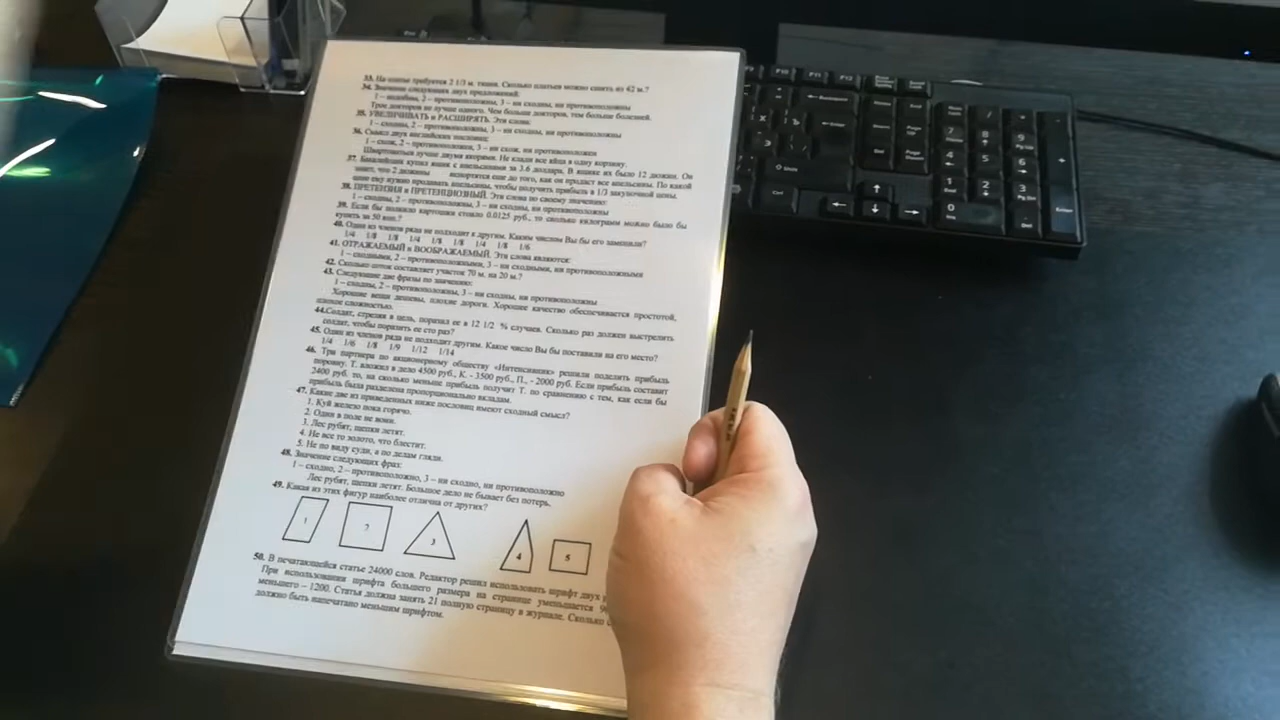 33. На платье требуется 2 1/3 м. ткани. Сколько платьев можно сшить из 42 м.?
34. Значение следующих двух предложений:
1 – подобны, 2 – противоположны, 3 – ни сходны, ни противоположны
Трое докторов не лучше одного. Чем больше докторов, тем больше болезней.
35. УВЕЛИЧИВАТЬ и РАСШИРЯТЬ. Эти слова:
1 – сходны, 2 – противоположны, 3 – ни сходны, ни противоположны
36. Смысл двух английских пословиц:
1 – схож, 2 – противоположен, 3 – ни схож, ни противоположен
Швартоваться лучше двумя якорями. Не клади все яйца в одну корзину.
37. Бакалейщик купил ящик с апельсинами за 3.6 доллара. В ящике их было 12 дюжин. Он
знает, что 2 дюжины испортятся еще до того, как он продаст все апельсины. По какой
цене ему нужно продавать апельсины, чтобы получить прибыль в 1/3 закупочной цены.
38. ПРЕТЕНЗИЯ и ПРЕТЕНЦИОЗНЫЙ. Эти слова по своему значению:
1 – сходны, 2 – противоположны, 3 – ни сходны, ни противоположны
39. Если бы полкило картошки стоило 0.0125 руб., то сколько килограмм можно было бы
купить за 50 коп.?
40. Один из членов ряда не подходит к другим. Каким числом Вы бы его заменили?
1/4 1/8 1/8 1/4 1/8 1/8 1/4 1/8 1/6
41. ОТРАЖАЕМЫЙ и ВООБРАЖАЕМЫЙ. Эти слова являются:
1 – сходными, 2 – противоположными, 3 – ни сходными, ни противоположными
42. Сколько соток составляет участок 70 м. на 20 м.?
43. Следующие две фразы по значению:
1 – сходны, 2 – противоположны, 3 – ни сходны, ни противоположны
Хорошие вещи дешевы, плохие дороги. Хорошее качество обеспечивается простотой,
плохое сложностью.
44.Солдат, стреляя в цель, поразил ее в 12 1/2 % случаев. Сколько раз должен выстрелить
солдат, чтобы поразить ее сто раз?
45. Один из членов ряда не подходит другим. Какое число Вы бы поставили на его место?
1/4 1/6 1/8 1/9 1/12 1/14
46. Три партнера по акционерному обществу «Интенсивник» решили поделить прибыль
поровну. Т. вложил в дело 4500 руб., К. - 3500 руб., П., - 2000 руб. Если прибыль составит
2400 руб. то, на сколько меньше прибыль получит Т. по сравнению с тем, как если бы
прибыль была разделена пропорционально вкладам.
47. Какие две из приведенных ниже пословиц имеют сходный смысл?
1. Куй железо пока горячо.
2. Один в поле не воин.
3. Лес рубят, щепки летят.
4. Не все то золото, что блестит.
5. Не по виду суди, а по делам гляди.
48. Значение следующих фраз:
1 – сходно, 2 – противоположно, 3 – ни сходно, ни противоположно
Лес рубят, щепки летят. Большое дело не бывает без потерь.
49. Какая из этих фигур наиболее отлична от других?
1 2 3 4 5
50. В печатающейся статье 24000 слов. Редактор решил использовать шрифт двух
При использовании шрифта большего размера на странице умещается
меньшего – 1200. Статья должна занять 21 полную страницу в журнале. Сколько
должно быть напечатано меньшим шрифтом.